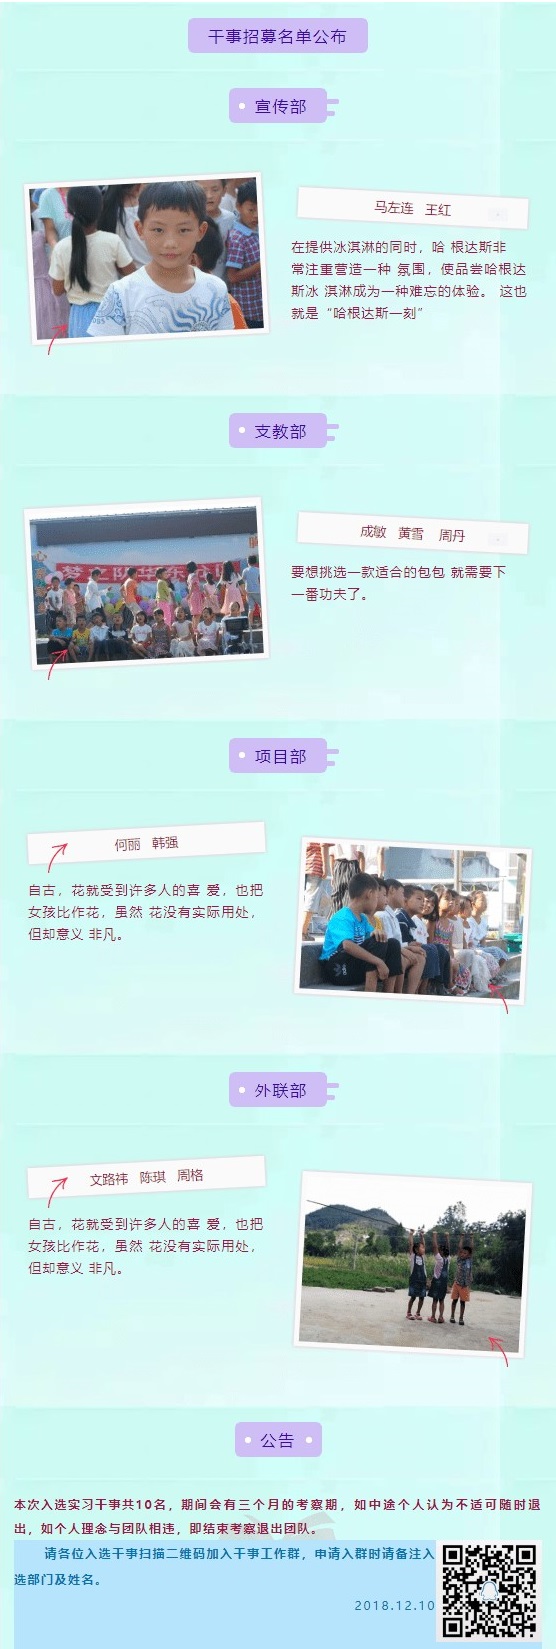 干事招募名单公布
宣传部
马左连 王红
在提供冰淇淋的同时，哈 根达斯非
常注重营造一种 氛围，使品尝哈根达
斯冰 淇淋成为一种难忘的体验。 这也
就是“哈根达斯一刻”
支教部
成敏 黄雪 周丹
要想挑选一款适合的包包 就需要下
一番功夫了。
项目部
何丽 韩强
自古，花就受到许多人的喜 爱，也把
女孩比作花，虽然 花没有实际用处，
但却意义 非凡。
外联部
文路祎 陈琪 周格
自古，花就受到许多人的喜 爱，也把
女孩比作花，虽然 花没有实际用处，
但却意义 非凡。
公告
本次入选实习干事共10名，期间会有三个月的考察期，如中途个人认为不适可随时退
出，如个人理念与团队相违，即结束考察退出团队。
请各位入选干事扫描二维码加入干事工作群，申请入群时请备注入
选部门及姓名。
2018.12.10